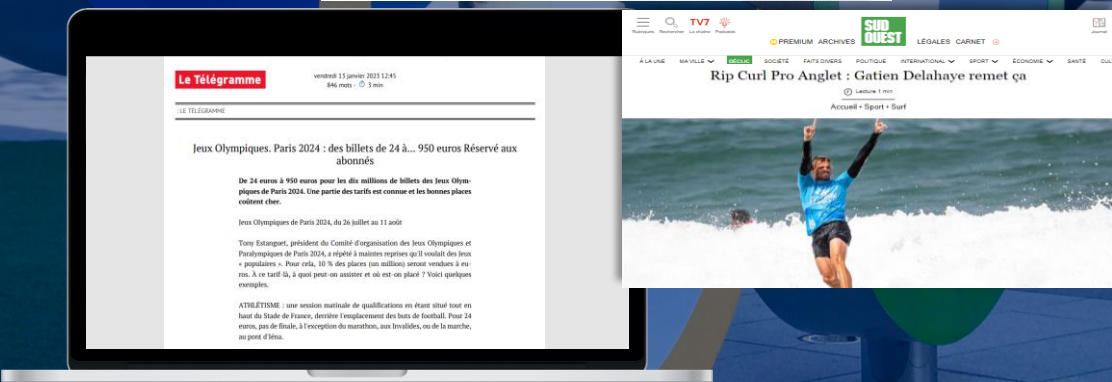 Le Télégramme
vendredi 13 janvier 2023 12:45
846 mots - 3 min
: LE TÉLÉGRAMME
Jeux Olympiques. Paris 2024 : des billets de 24 à... 950 euros Réservé aux
abonnés
De 24 euros à 950 euros pour les dix millions de billets des Jeux Olym-
piques de Paris 2024. Une partie des tarifs est connue et les bonnes places
coûtent cher.
Jeux Olympiques de Paris 2024, du 26 juillet au 11 août
Tony Estanguet, président du Comité d'organisation des Jeux Olympiques et
Paralympiques de Paris 2024, a répété à maintes reprises qu'il voulait des Jeux
« populaires ». Pour cela, 10 % des places (un million) seront vendues à eu-
ros. À ce tarif-là, à quoi peut-on assister et où est-on placé ? Voici quelques
exemples.
ATHLÉTISME : une session matinale de qualifications en étant situé tout en
haut du Stade de France, derrière l'emplacement des buts de football. Pour 24
euros, pas de finale, à l'exception du marathon, aux Invalides, ou de la marche,
au pont d'Iéna.
TV7
Rubriques Rechercher La chaîne Podcasts
PREMIUM ARCHIVES
SUD
OUEST
LÉGALES CARNET
Journal
À LA UNE MA VILLE DÉCLIC SOCIÉTÉ FAITS DIVERS POLITIQUE INTERNATIONAL SPORT ÉCONOMIE SANTÉ CUL
Rip Curl Pro Anglet : Gatien Delahaye remet ça
Lecture 1 min
Accueil • Sport • Surf